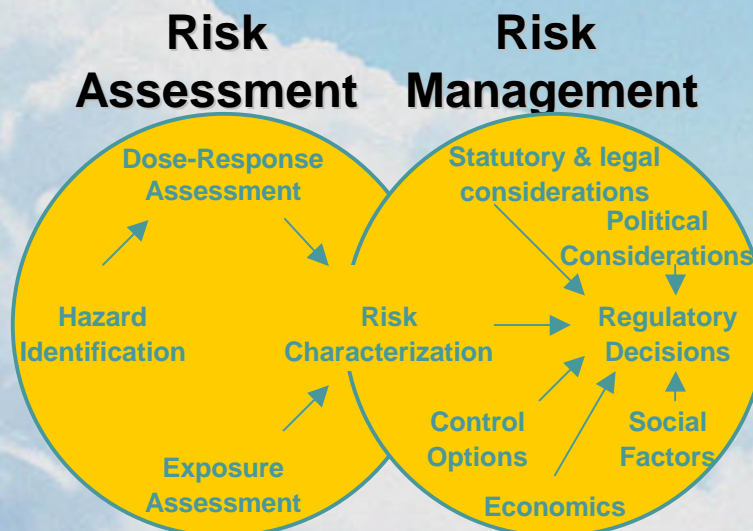 Risk
Assessment
Risk
Management
Dose-Response
Assessment
Hazard
Identification
Exposure
Assessment
Risk
Characterization
Statutory & legal
considerations
Political
Considerations
Regulatory
Decisions
Control
Options
Social
Factors
Economics